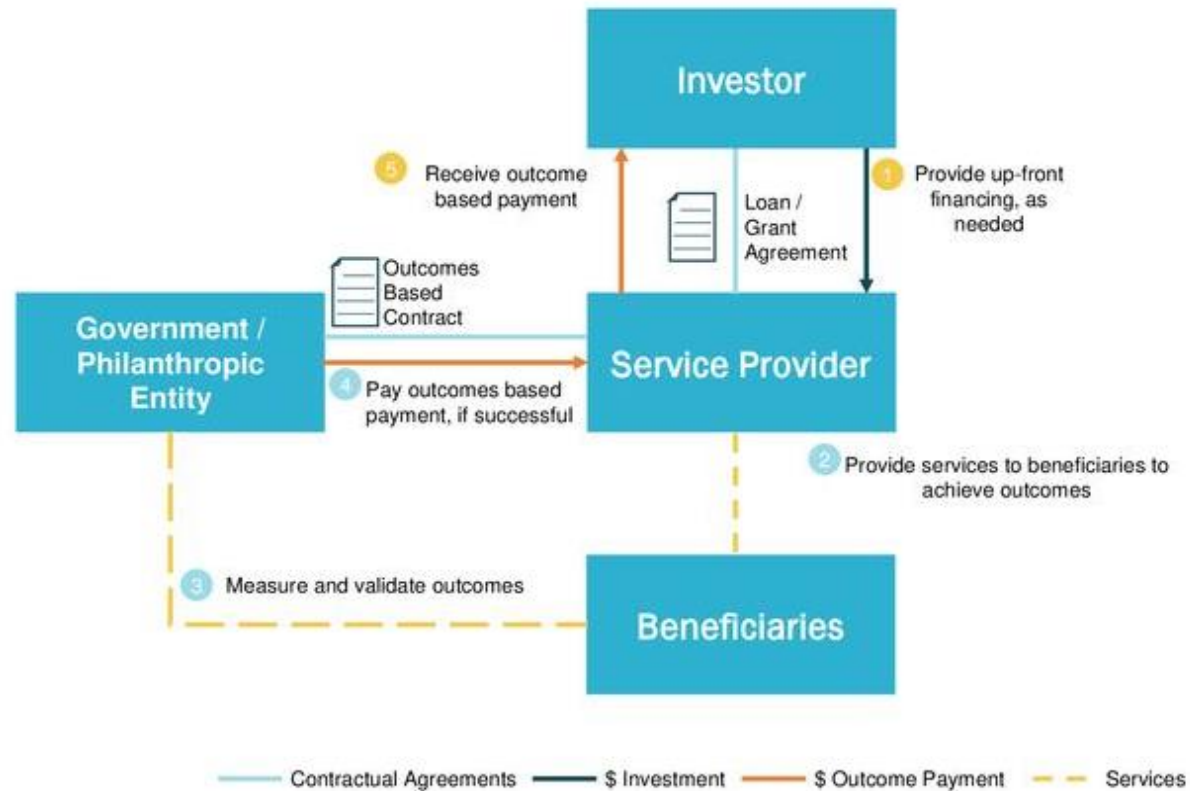 Investor
5
Receive outcome
based payment
Loan /
Grant
Agreement
1
Provide up-front
financing, as
needed
Outcomes
Based
Contract
Government /
Philanthropic
Entity
Service Provider
4
Pay outcomes based
payment, if successful
2
Provide services to beneficiaries to
achieve outcomes
3
Measure and validate outcomes
Beneficiaries
Contractual Agreements
$ Investment
$ Outcome Payment
Services